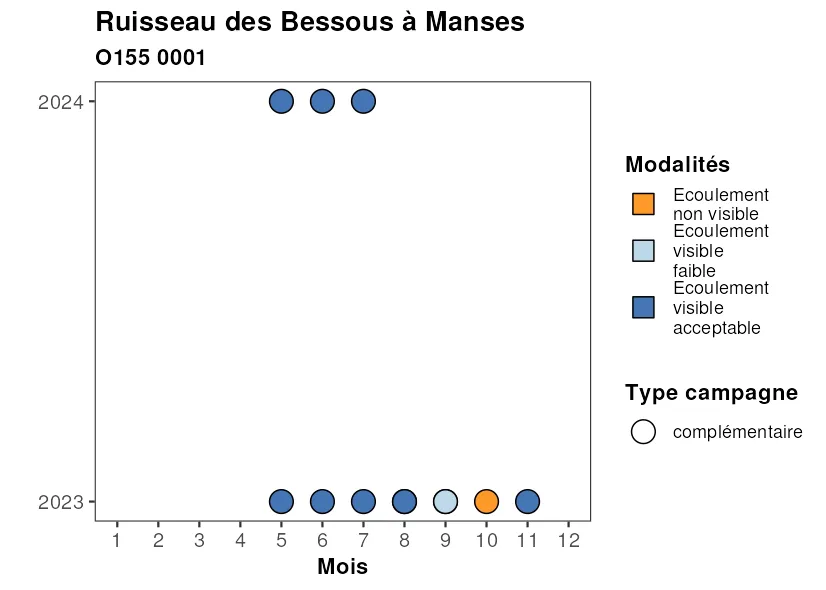 Ruisseau des Bessous à Manses
O155 0001
2024
2023
1 2 3 4 5 6 7 8 9 10 11 12
Mois
Modalités
Ecoulement
non visible
Ecoulement
visible
faible
Ecoulement
visible
acceptable
Type campagne
complémentaire